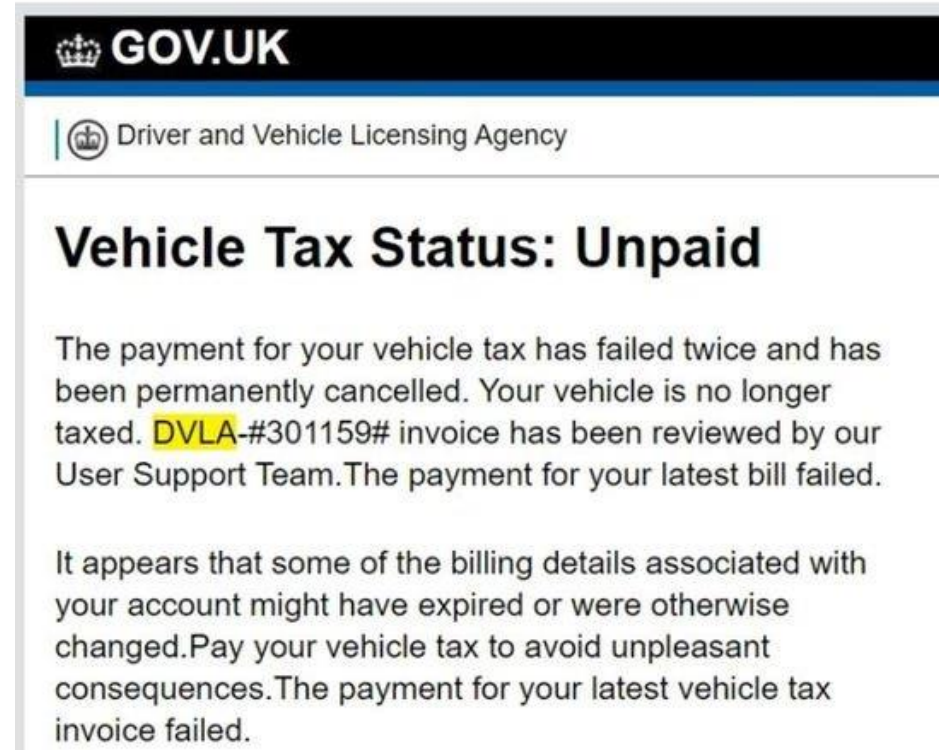 GOV.UK
Driver and Vehicle Licensing Agency
Vehicle Tax Status: Unpaid
The payment for your vehicle tax has failed twice and has
been permanently cancelled. Your vehicle is no longer
taxed. DVLA-#301159# invoice has been reviewed by our
User Support Team.The payment for your latest bill failed.
It appears that some of the billing details associated with
your account might have expired or were otherwise
changed.Pay your vehicle tax to avoid unpleasant
consequences.The payment for your latest vehicle tax
invoice failed.